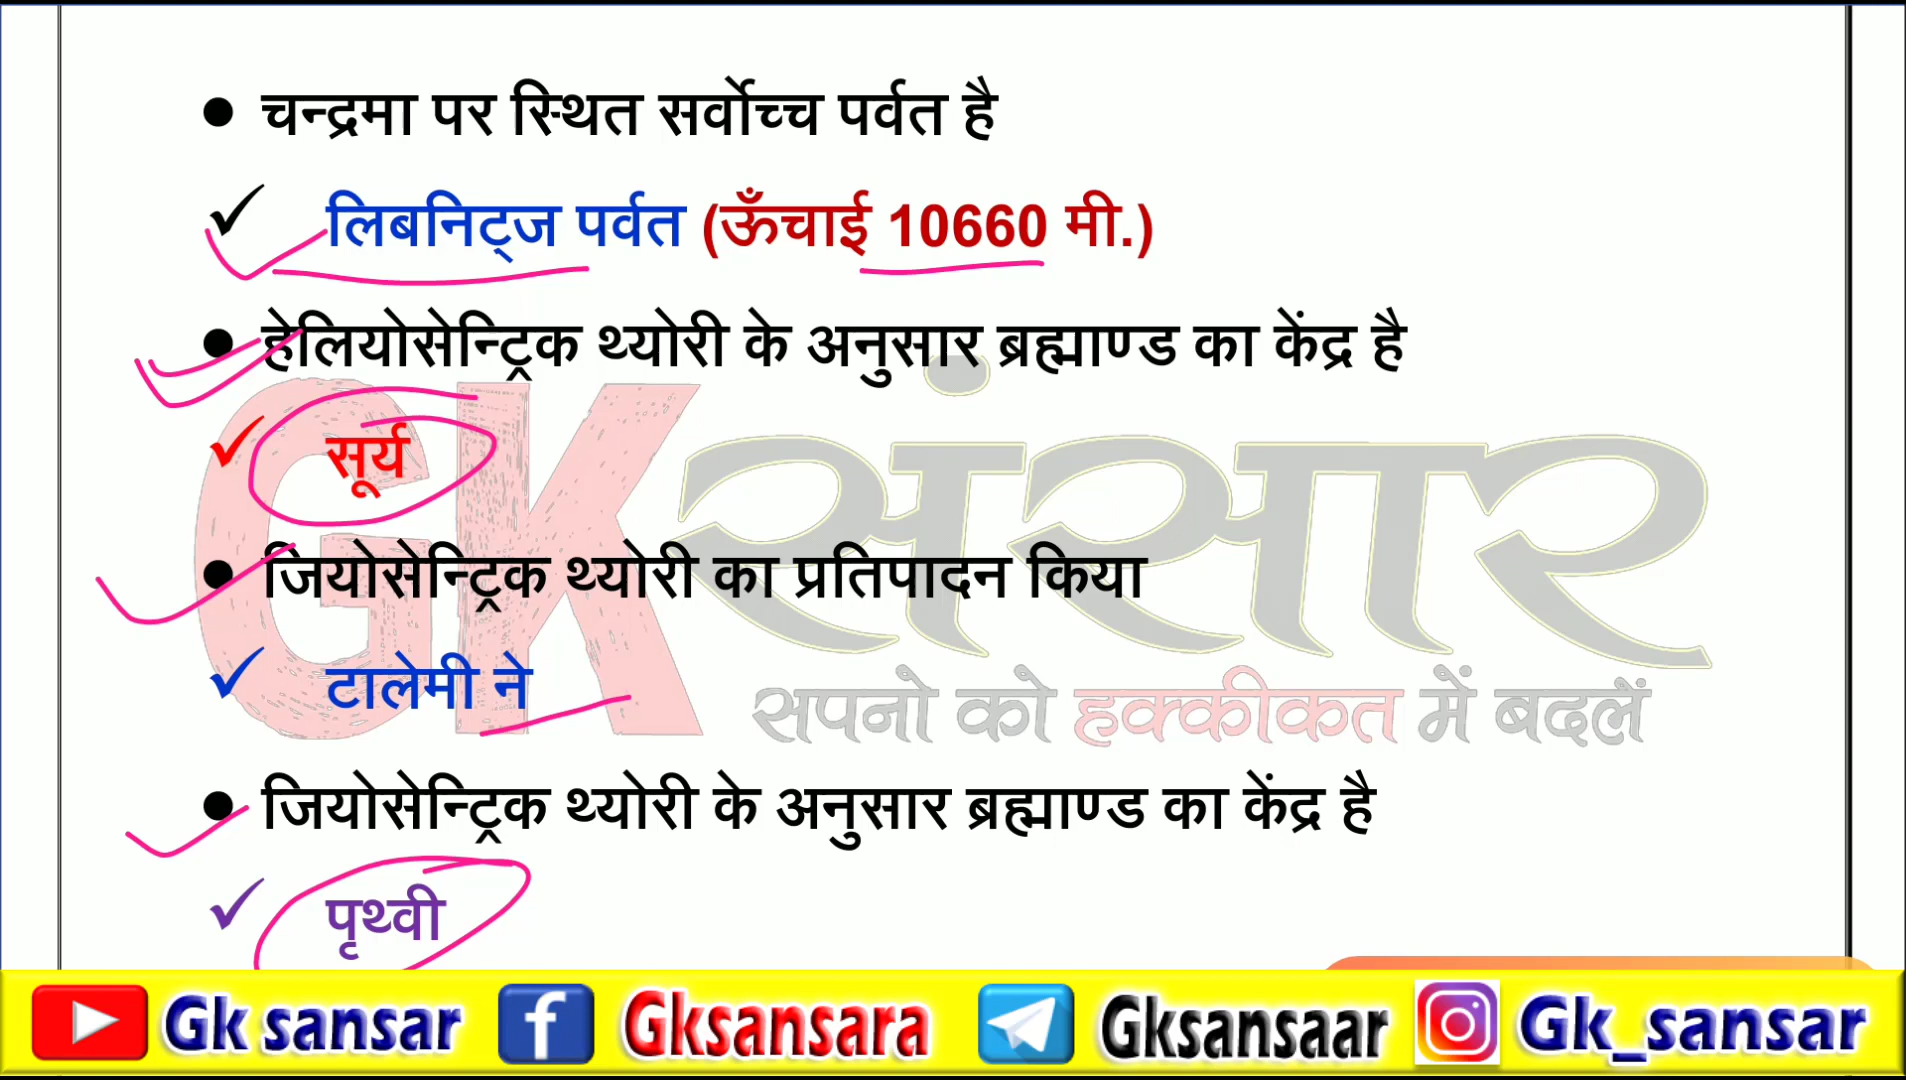 ● चन्द्रमा पर स्थित सर्वोच्च पर्वत है
✓ लिबनिट्ज पर्वत (ऊँचाई 10660 मी.)
● हेलियोसेन्ट्रिक थ्योरी के अनुसार ब्रह्माण्ड का केंद्र है
✓ सूर्य
● जियोसेन्ट्रिक थ्योरी का प्रतिपादन किया
✓ टालेमी ने
● जियोसेन्ट्रिक थ्योरी के अनुसार ब्रह्माण्ड का केंद्र है
✓ पृथ्वी
GK संसार
सपनो को हक्कीकत में बदलें
Gk sansar f Gksansara Gksansaar Gk_sansar